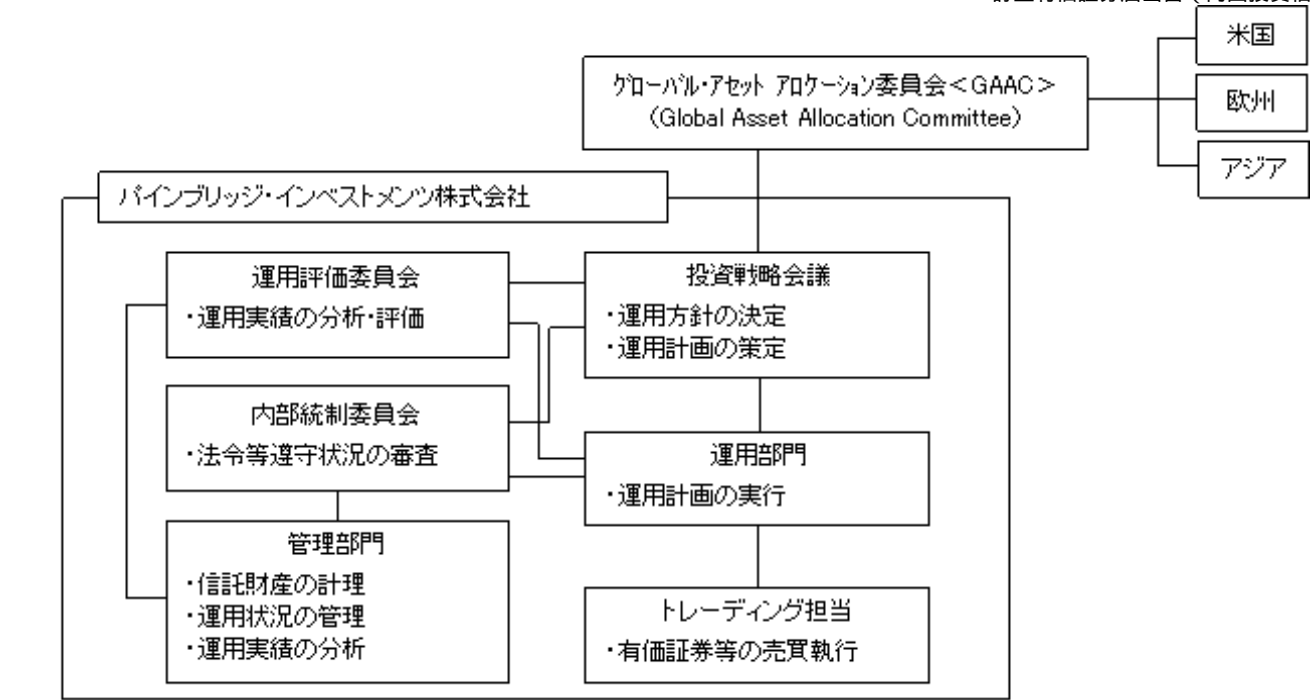 米国
グローバル・アセット アロケーション委員会＜GAAC＞
(Global Asset Allocation Committee)
欧州
アジア
パインブリッジ・インベストメンツ株式会社
運用評価委員会
・運用実績の分析・評価
投資戦略会議
・運用方針の決定
・運用計画の策定
内部統制委員会
・法令等遵守状況の審査
運用部門
・運用計画の実行
管理部門
・信託財産の計理
・運用状況の管理
・運用実績の分析
トレーディング担当
・有価証券等の売買執行